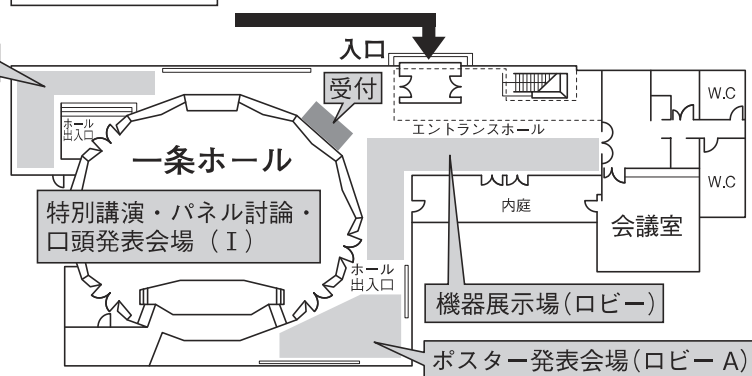 入口
受付
W.C
ホール
出入口
エントランスホール
一条ホール
W.C
特別講演・パネル討論・
口頭発表会場（Ⅰ）
内庭
会議室
ホール
出入口
機器展示場（ロビー）
ポスター発表会場（ロビー A）